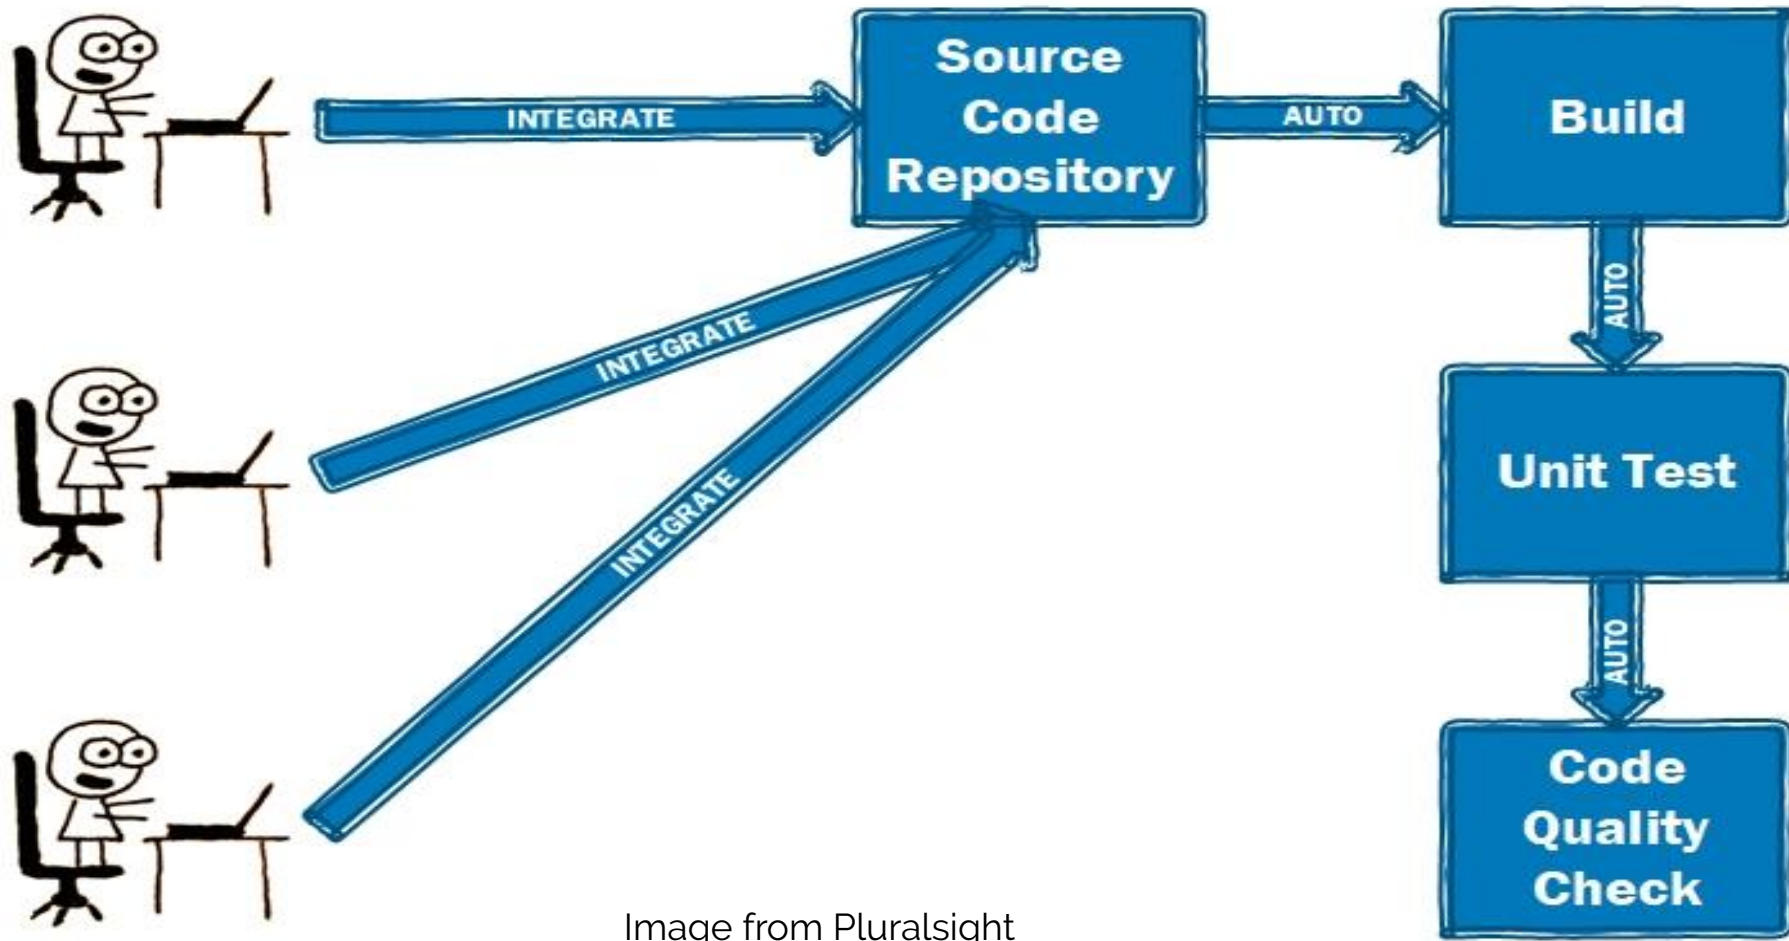 Source
Code
Repository
INTEGRATE
AUTO
Build
AUTO
INTEGRATE
Unit Test
INTEGRATE
AUTO
Code
Quality
Check
Image from Pluralsight